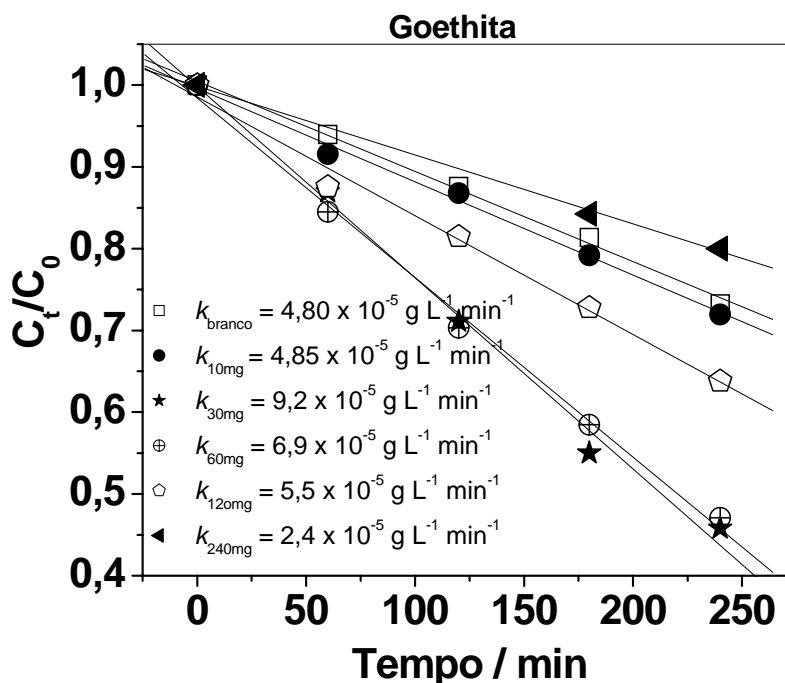 Goethita
1,0
0,9
0,8
0,7
0,6
0,5
0,4
C_t/C_0
k_branco = 4,80 x 10^-5 g L^-1 min^-1
k_10mg = 4,85 x 10^-5 g L^-1 min^-1
k_30mg = 9,2 x 10^-5 g L^-1 min^-1
k_60mg = 6,9 x 10^-5 g L^-1 min^-1
k_12omg = 5,5 x 10^-5 g L^-1 min^-1
k_240mg = 2,4 x 10^-5 g L^-1 min^-1
0 50 100 150 200 250
Tempo / min